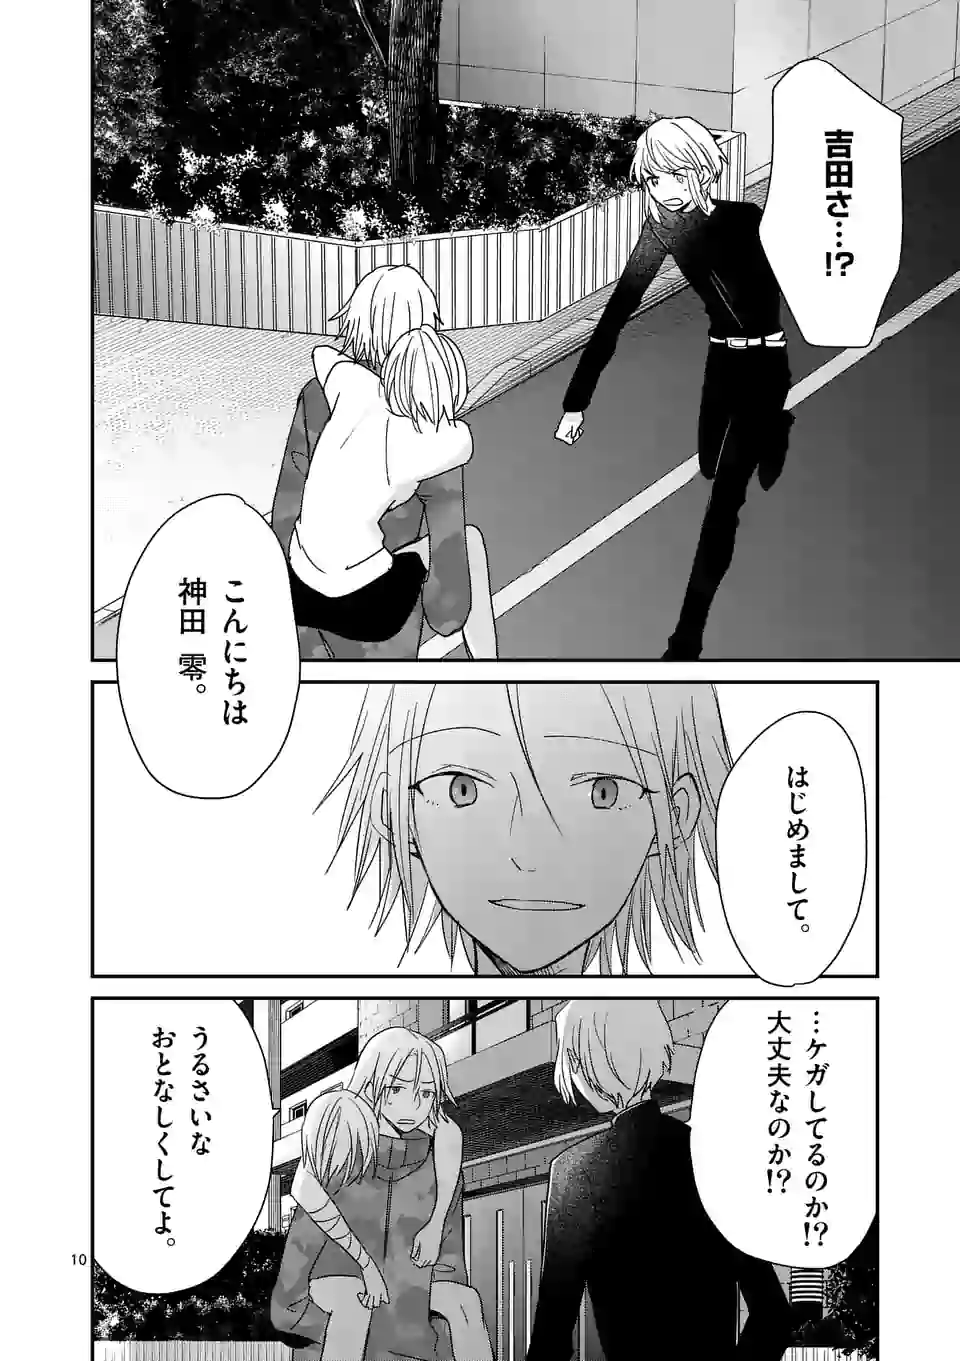 吉田さ…!?
こんにちは
神田 零。
はじめまして。
…ケガしてるのか!?
大丈夫なのか!?
うるさいな
おとなしくしてよ。
10